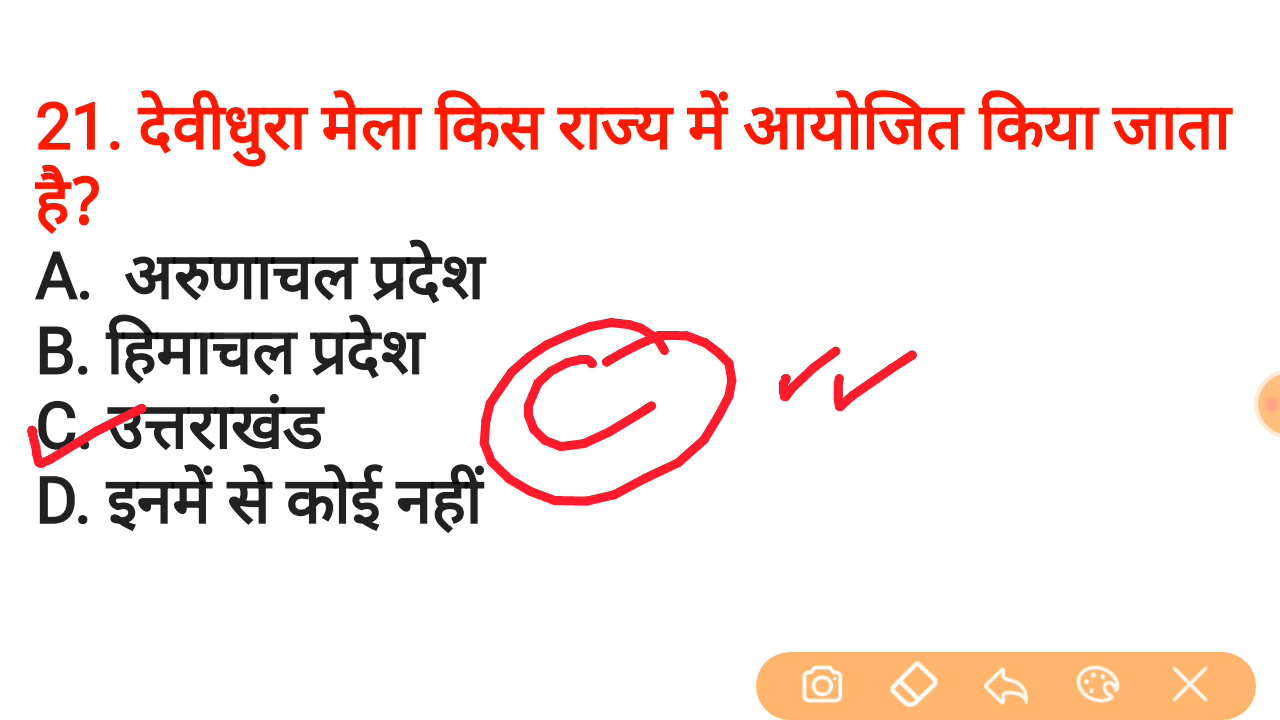 21. देवीधुरा मेला किस राज्य में आयोजित किया जाता
है?
A. अरुणाचल प्रदेश
B. हिमाचल प्रदेश
C. उत्तराखंड
D. इनमें से कोई नहीं
C